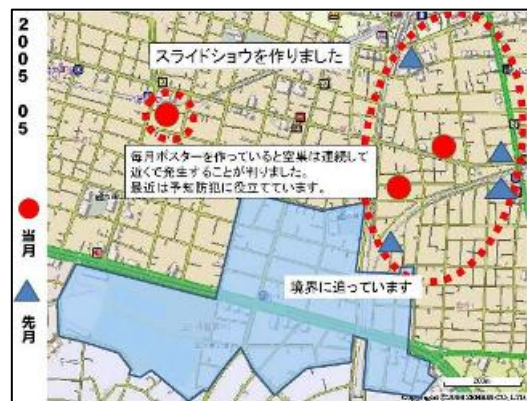 2005 05
スライドショウを作りました
毎月ポスターを作っていると空巣は連続して
近くで発生することが判りました。
最近は予知防犯に役立てています。
境界に迫っています
当月
先月
200m